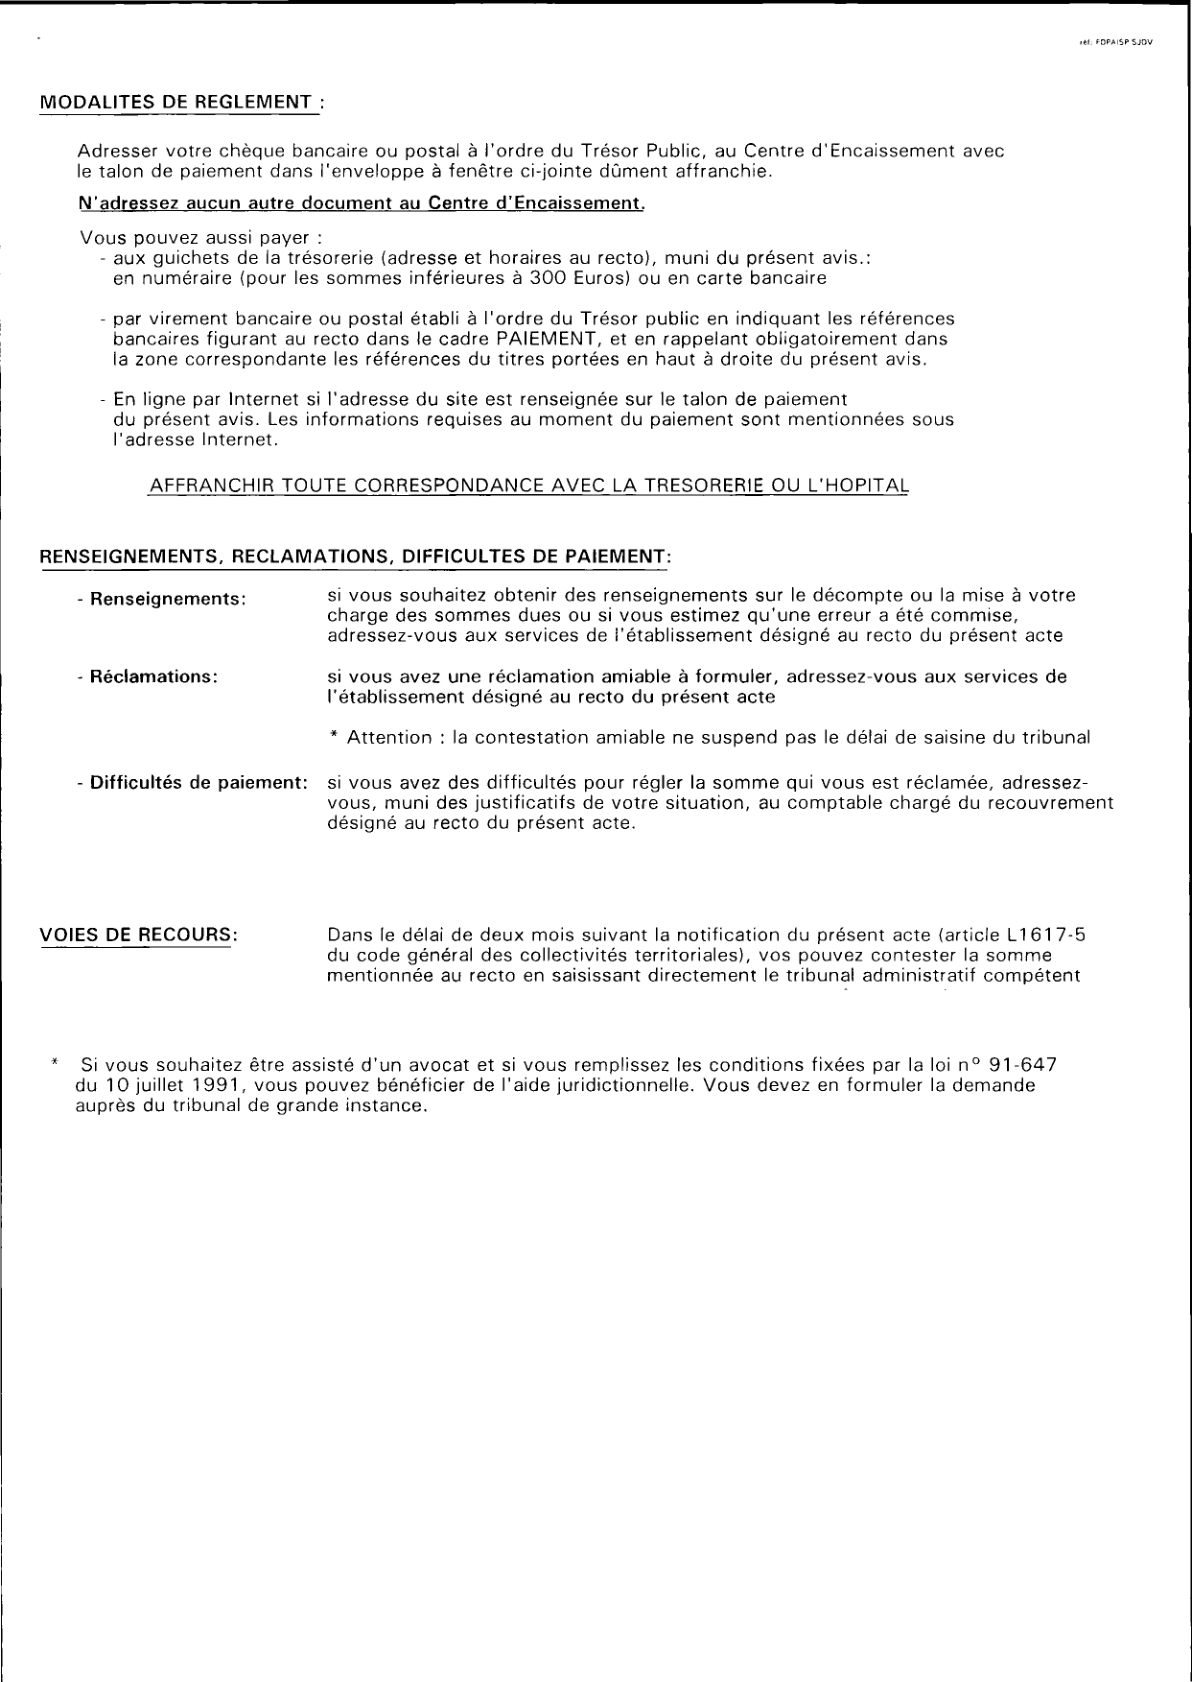 réf. FDPAISP SJDV
MODALITES DE REGLEMENT :
Adresser votre chèque bancaire ou postal à l'ordre du Trésor Public, au Centre d'Encaissement avec
le talon de paiement dans l'enveloppe à fenêtre ci-jointe dûment affranchie.
N'adressez aucun autre document au Centre d'Encaissement.
Vous pouvez aussi payer :
- aux guichets de la trésorerie (adresse et horaires au recto), muni du présent avis.:
en numéraire (pour les sommes inférieures à 300 Euros) ou en carte bancaire
- par virement bancaire ou postal établi à l'ordre du Trésor public en indiquant les références
bancaires figurant au recto dans le cadre PAIEMENT, et en rappelant obligatoirement dans
la zone correspondante les références du titres portées en haut à droite du présent avis.
- En ligne par Internet si l'adresse du site est renseignée sur le talon de paiement
du présent avis. Les informations requises au moment du paiement sont mentionnées sous
l'adresse Internet.
AFFRANCHIR TOUTE CORRESPONDANCE AVEC LA TRESORERIE OU L'HOPITAL
RENSEIGNEMENTS, RECLAMATIONS, DIFFICULTES DE PAIEMENT:
- Renseignements: si vous souhaitez obtenir des renseignements sur le décompte ou la mise à votre
charge des sommes dues ou si vous estimez qu'une erreur a été commise,
adressez-vous aux services de l'établissement désigné au recto du présent acte
- Réclamations: si vous avez une réclamation amiable à formuler, adressez-vous aux services de
l'établissement désigné au recto du présent acte
* Attention : la contestation amiable ne suspend pas le délai de saisine du tribunal
- Difficultés de paiement: si vous avez des difficultés pour régler la somme qui vous est réclamée, adressez-
vous, muni des justificatifs de votre situation, au comptable chargé du recouvrement
désigné au recto du présent acte.
VOIES DE RECOURS: Dans le délai de deux mois suivant la notification du présent acte (article L1617-5
du code général des collectivités territoriales), vos pouvez contester la somme
mentionnée au recto en saisissant directement le tribunal administratif compétent
* Si vous souhaitez être assisté d'un avocat et si vous remplissez les conditions fixées par la loi n° 91-647
du 10 juillet 1991, vous pouvez bénéficier de l'aide juridictionnelle. Vous devez en formuler la demande
auprès du tribunal de grande instance.